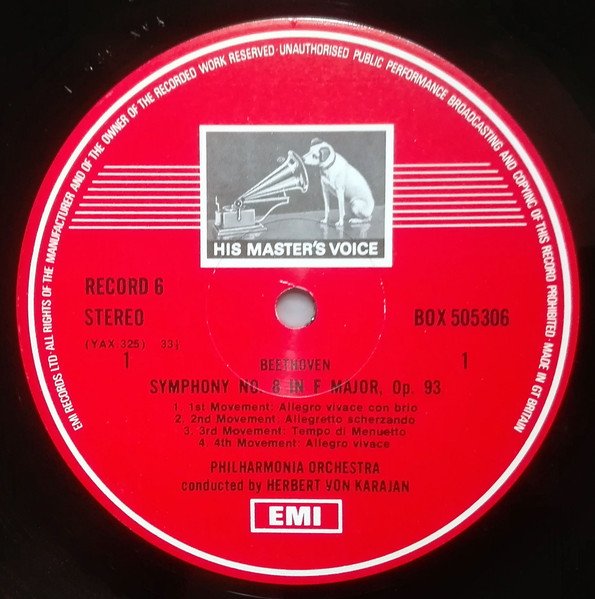 EMI RECORDS LTD·ALL RIGHTS OF THE MANUFACTURER AND OF THE OWNER OF THE RECORDED WORK RESERVED·UNAUTHORISED PUBLIC PERFORMANCE BROADCASTING AND COPYING OF THIS RECORD PROHIBITED·MADE IN GT BRITAIN
HIS MASTER'S VOICE
RECORD 6
STEREO BOX 505306
(YAX 325) 33⅓
1 1
BEETHOVEN
SYMPHONY NO. 8 IN F MAJOR, Op. 93
1. 1st Movement: Allegro vivace con brio
2. 2nd Movement: Allegretto scherzando
3. 3rd Movement: Tempo di Menuetto
4. 4th Movement: Allegro vivace
PHILHARMONIA ORCHESTRA
conducted by HERBERT VON KARAJAN
EMI